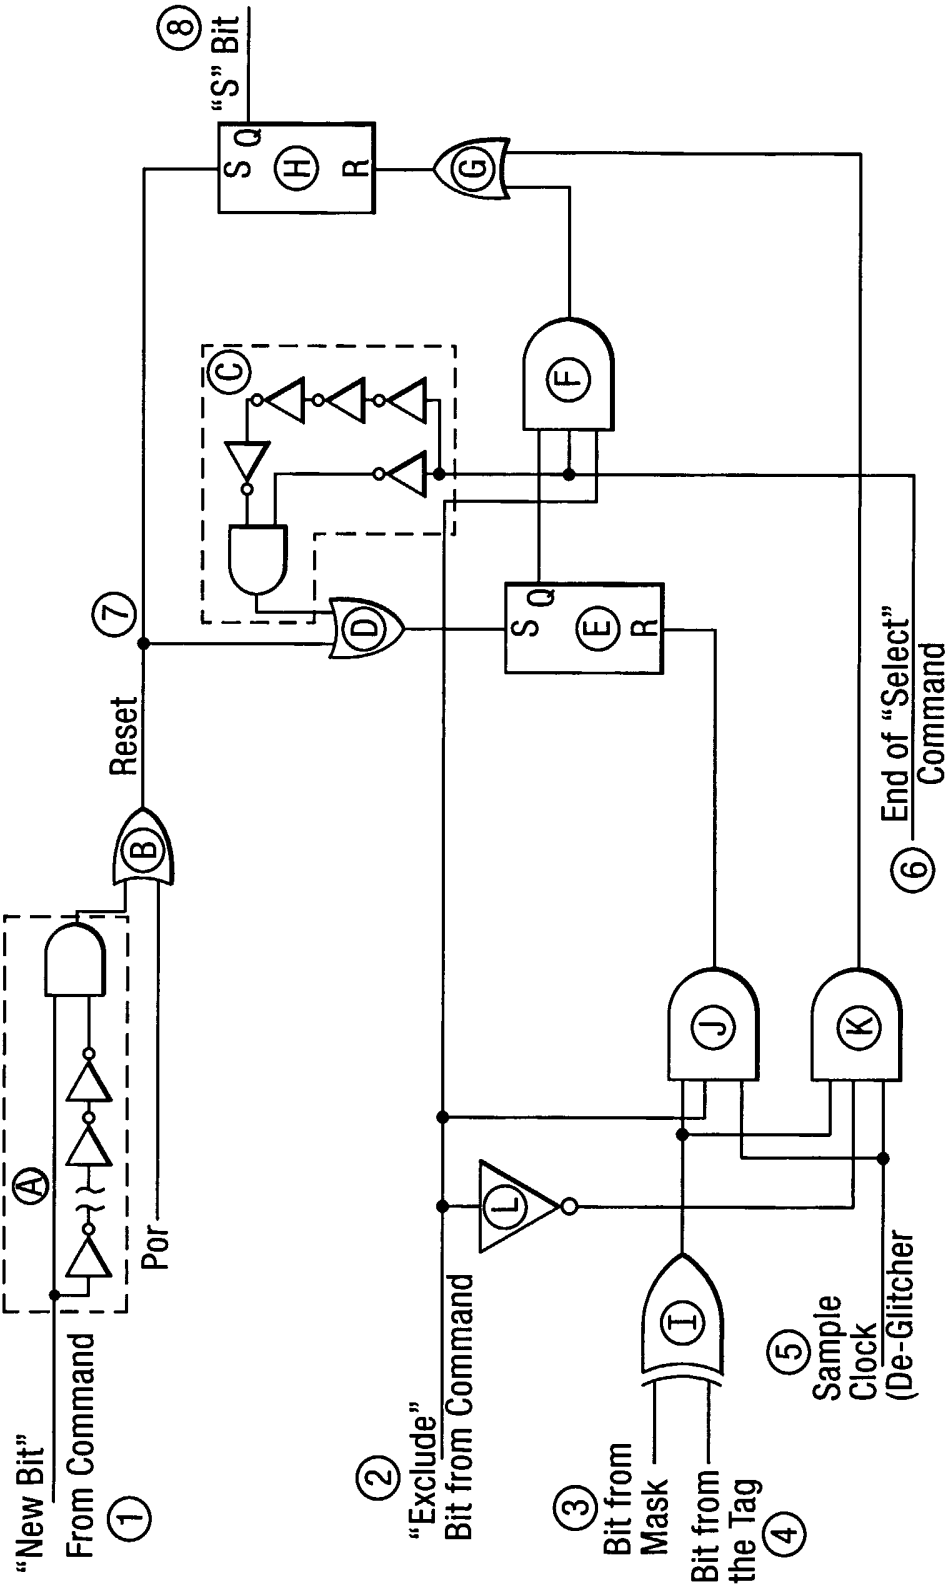 “New Bit”
From Command
1
A
Por
B
Reset
7
C
D
“S” Bit
8
S
Q
H
R
G
F
S
Q
E
R
2
“Exclude”
Bit from Command
L
3
Bit from
Mask
Bit from
the Tag
4
I
J
K
5
Sample
Clock
(De-Glitcher
6
End of “Select”
Command